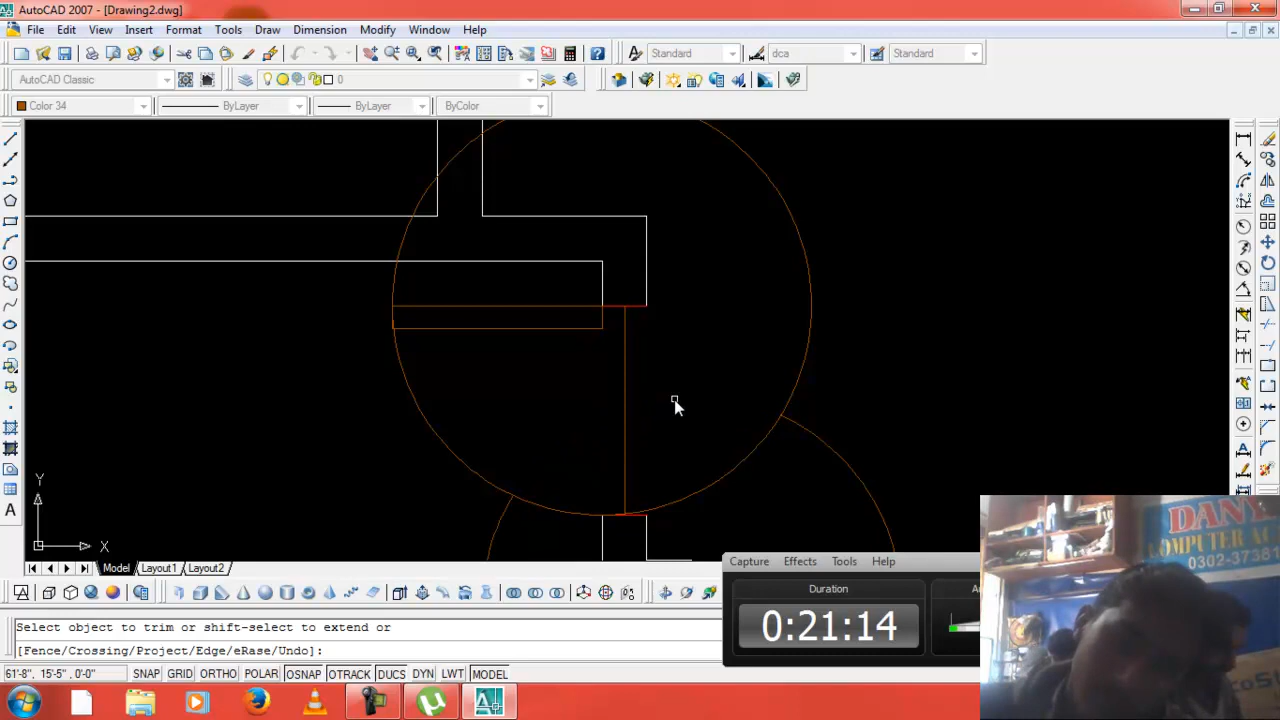 AutoCAD 2007 - [Drawing2.dwg]
File Edit View Insert Format Tools Draw Dimension Modify Window Help
Standard dca Standard
AutoCAD Classic 0
Color 34 ByLayer ByLayer ByColor
Y
X
A
Model Layout1 Layout2
Capture Effects Tools Help
Duration
0:21:14
DANY
COMPUTER AC
0302-37381
Select object to trim or shift-select to extend or
[Fence/Crossing/Project/Edge/eRase/Undo]:
61'-8", 15'-5", 0'-0" SNAP GRID ORTHO POLAR OSNAP OTRACK DUCS DYN LWT MODEL